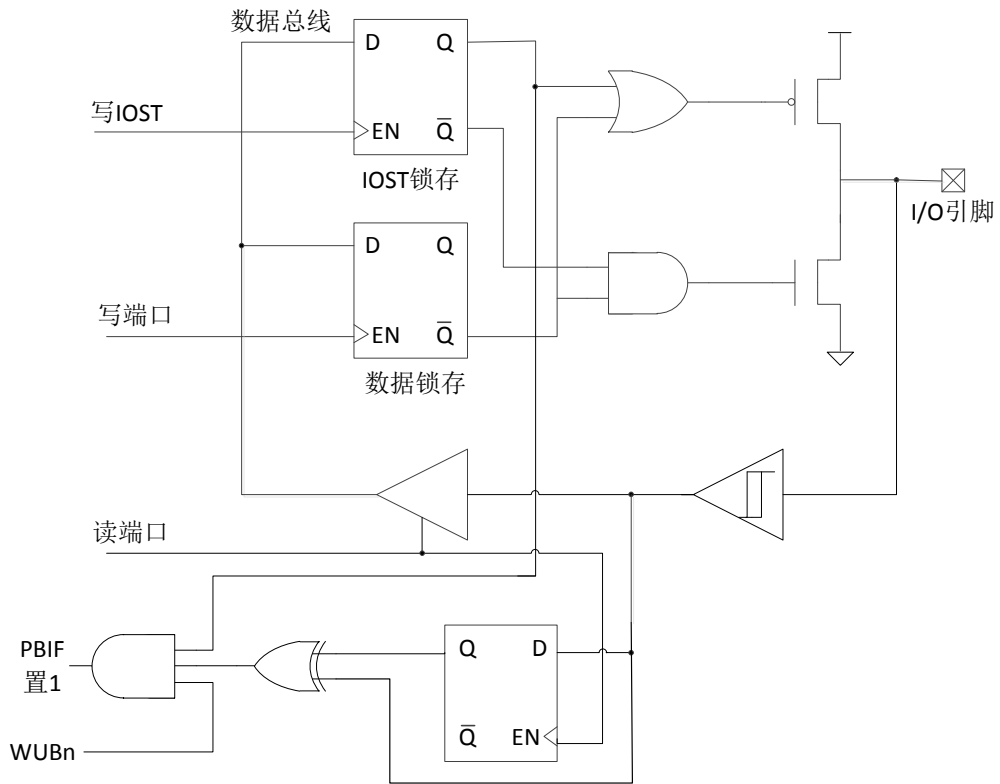 数据总线
D Q
写IOST
EN Q̅
IOST锁存
I/O引脚
D Q
写端口
EN Q̅
数据锁存
读端口
PBIF
置1
Q D
Q̅ EN
WUBn